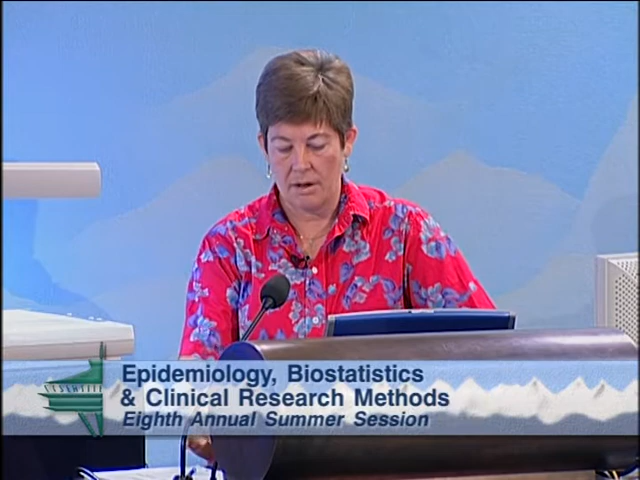 Epidemiology, Biostatistics
& Clinical Research Methods
Eighth Annual Summer Session